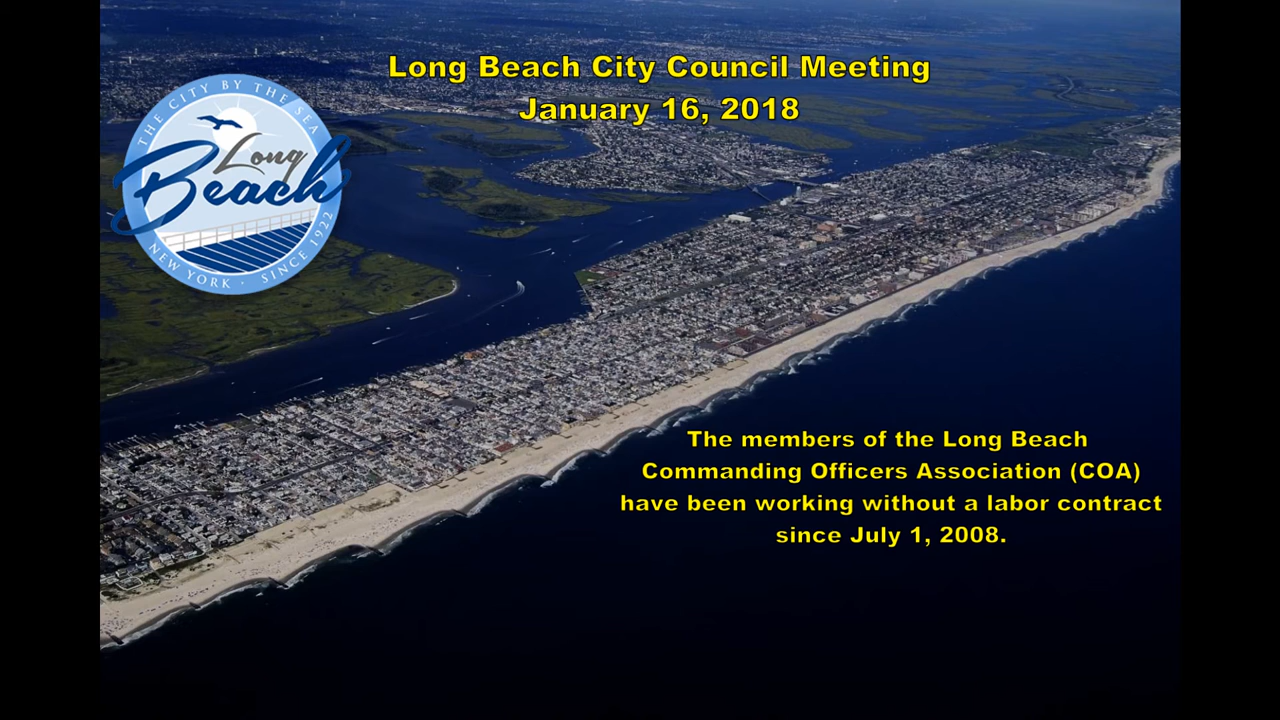 Long Beach City Council Meeting
January 16, 2018
THE CITY BY THE SEA
Long
Beach
NEW YORK · SINCE 1922
The members of the Long Beach
Commanding Officers Association (COA)
have been working without a labor contract
since July 1, 2008.